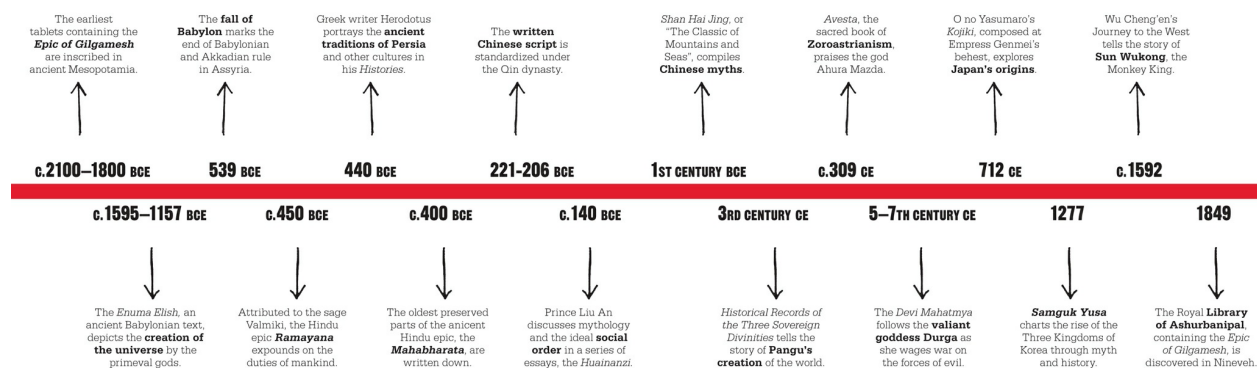 The earliest
tablets containing the
Epic of Gilgamesh
are inscribed in
ancient Mesopotamia.
The fall of
Babylon marks the
end of Babylonian
and Akkadian rule
in Assyria.
Greek writer Herodotus
portrays the ancient
traditions of Persia
and other cultures in
his Histories.
The written
Chinese script is
standardized under
the Qin dynasty.
Shan Hai Jing, or
“The Classic of
Mountains and
Seas”, compiles
Chinese myths.
Avesta, the
sacred book of
Zoroastrianism,
praises the god
Ahura Mazda.
O no Yasumaro’s
Kojiki, composed at
Empress Genmei’s
behest, explores
Japan’s origins.
Wu Cheng’en’s
Journey to the West
tells the story of
Sun Wukong, the
Monkey King.
c.2100–1800 BCE
539 BCE
440 BCE
221-206 BCE
1ST CENTURY BCE
c.309 CE
712 CE
c.1592
c.1595–1157 BCE
c.450 BCE
c.400 BCE
c.140 BCE
3RD CENTURY CE
5–7TH CENTURY CE
1277
1849
The Enuma Elish, an
ancient Babylonian text,
depicts the creation of
the universe by the
primeval gods.
Attributed to the sage
Valmiki, the Hindu
epic Ramayana
expounds on the
duties of mankind.
The oldest preserved
parts of the anicent
Hindu epic, the
Mahabharata, are
written down.
Prince Liu An
discusses mythology
and the ideal social
order in a series of
essays, the Huainanzi.
Historical Records of
the Three Sovereign
Divinities tells the
story of Pangu’s
creation of the world.
The Devi Mahatmya
follows the valiant
goddess Durga as
she wages war on
the forces of evil.
Samguk Yusa
charts the rise of the
Three Kingdoms of
Korea through myth
and history.
The Royal Library
of Ashurbanipal,
containing the Epic
of Gilgamesh, is
discovered in Nineveh.